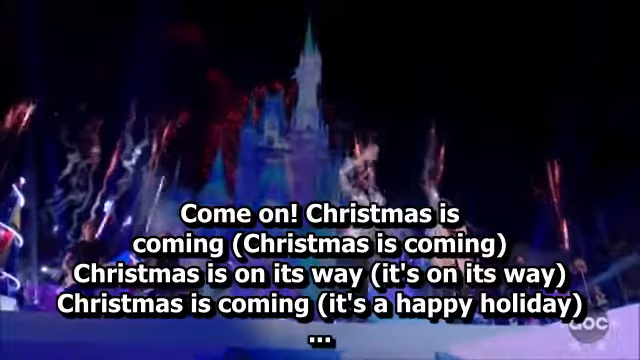 Come on! Christmas is
coming (Christmas is coming)
Christmas is on its way (it's on its way)
Christmas is coming (it's a happy holiday)
...
abc